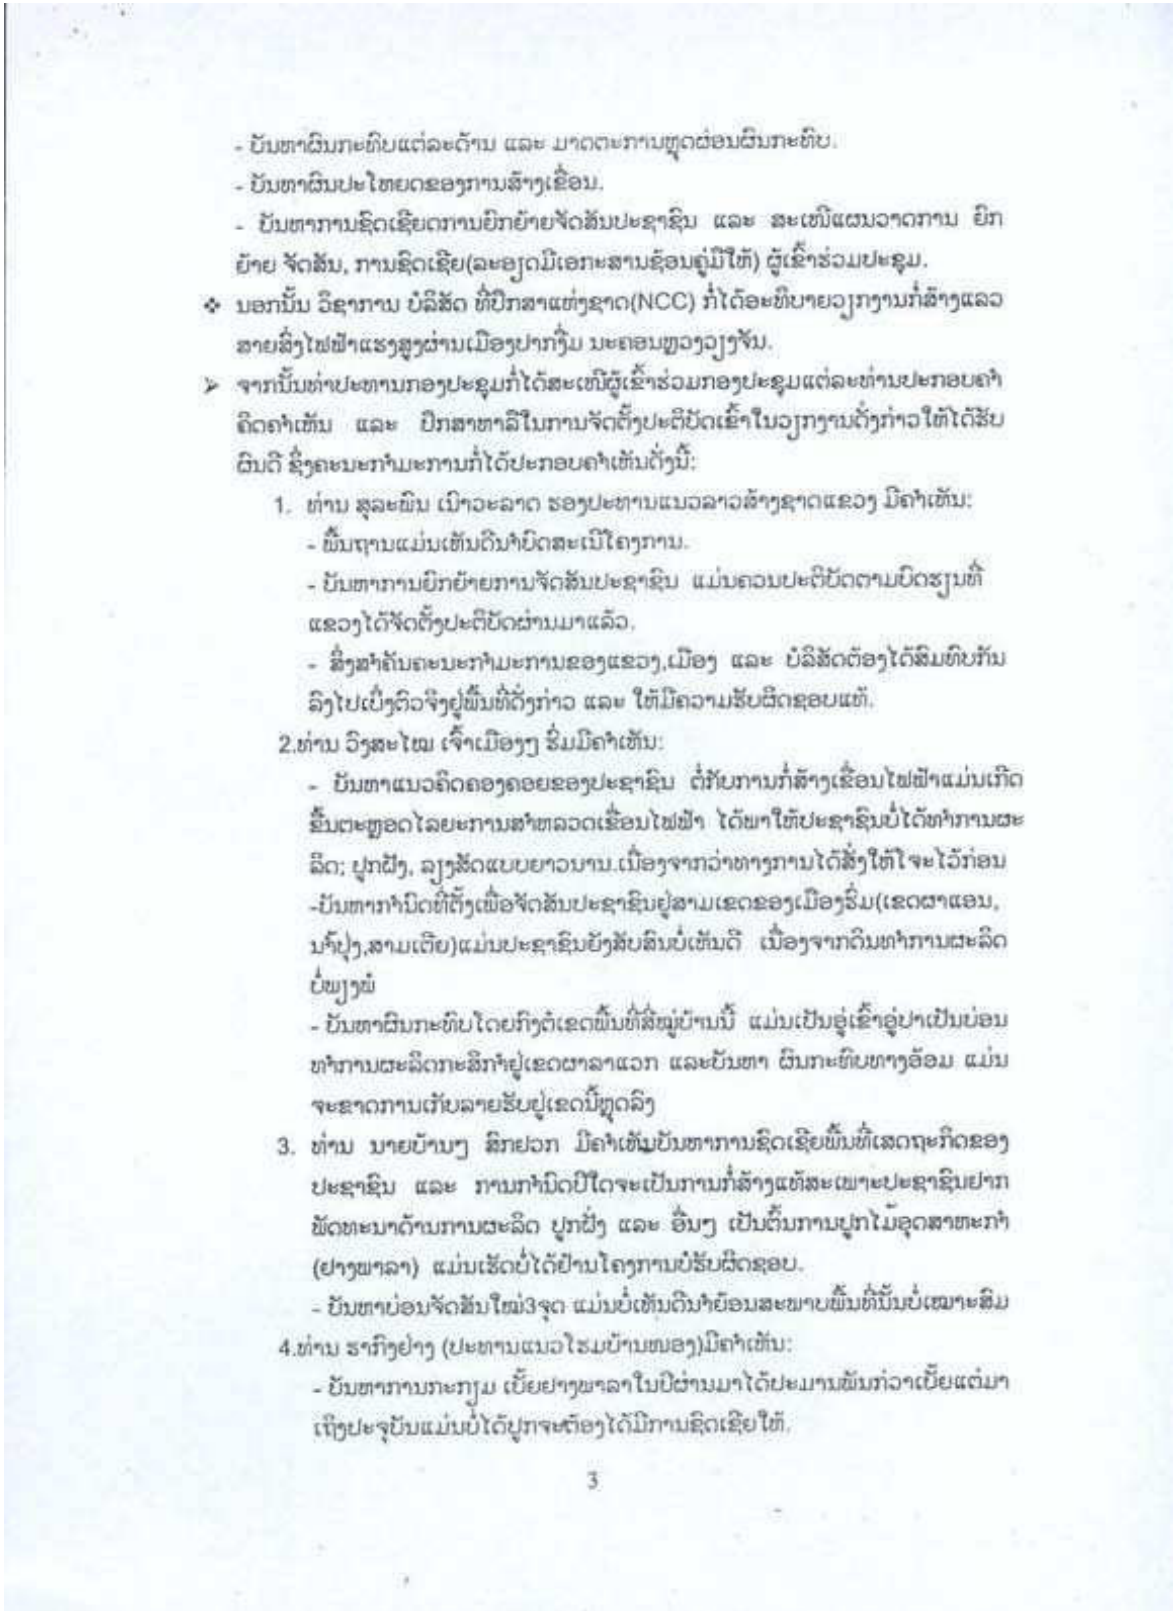 - ບັນຫາຜົນກະທົບແຕ່ລະດ້ານ ແລະ ມາດຕະການຫຼຸດຜ່ອນຜົນກະທົບ.
- ບັນຫາຜົນປະໂຫຍດຂອງການສ້າງເຂື່ອນ.
- ບັນຫາການຊົດເຊີຍດການຍົກຍ້າຍຈັດສັນປະຊາຊົນ ແລະ ສະເໜີແຜນວາດການ ຍົກ
ຍ້າຍ ຈັດສັນ, ການຊົດເຊີຍ(ລະອຽດມີເອກະສານຊ້ອນຄູ່ມືໃຫ້) ຜູ້ເຂົ້າຮ່ວມປະຊຸມ.
❖ ນອກນັ້ນ ວິຊາການ ບໍລິສັດ ທີ່ປຶກສາແຫ່ງຊາດ(NCC) ກໍ່ໄດ້ອະທິບາຍວຽກງານກໍ່ສ້າງແລວ
ສາຍສົ່ງໄຟຟ້າແຮງສູງຜ່ານເມືອງປາກງື່ມ ນະຄອນຫຼວງວຽງຈັນ.
➢ ຈາກນັ້ນທ່າປະທານກອງປະຊຸມກໍ່ໄດ້ສະເໜີຜູ້ເຂົ້າຮ່ວມກອງປະຊຸມແຕ່ລະທ່ານປະກອບຄຳ
ຄິດຄຳເຫັນ ແລະ ປຶກສາຫາລືໃນການຈັດຕັ້ງປະຕິບັດເຂົ້າໃນວຽກງານດັ່ງກ່າວໃຫ້ໄດ້ຮັບ
ຜົນດີ ຊຶ່ງຄະນະກຳມະການກໍ່ໄດ້ປະກອບຄຳເຫັນດັ່ງນີ້:
1. ທ່ານ ສຸລະພົນ ເນົາວະລາດ ຮອງປະທານແນວລາວສ້າງຊາດແຂວງ ມີຄຳເຫັນ:
- ພື້ນຖານແມ່ນເຫັນດີນຳບົດສະເນີໂຄງການ.
- ບັນຫາການຍົກຍ້າຍການຈັດສັນປະຊາຊົນ ແມ່ນຄວນປະຕິບັດຕາມບົດຮຽນທີ່
ແຂວງໄດ້ຈັດຕັ້ງປະຕິບັດຜ່ານມາແລ້ວ.
- ສິ່ງສຳຄັນຄະນະກຳມະການຂອງແຂວງ,ເມືອງ ແລະ ບໍລິສັດຕ້ອງໄດ້ສົມທົບກັນ
ລົງໄປເບິ່ງຕົວຈິງຢູ່ພື້ນທີ່ດັ່ງກ່າວ ແລະ ໃຫ້ມີຄວາມຮັບຜິດຊອບແທ້.
2.ທ່ານ ວົງສະໄໝ ເຈົ້າເມືອງໆ ຮົ່ມມີຄຳເຫັນ:
- ບັນຫາແນວຄິດຄອງຄອຍຂອງປະຊາຊົນ ຕໍ່ກັບການກໍ່ສ້າງເຂື່ອນໄຟຟ້າແມ່ນເກີດ
ຂື້ນຕະຫຼອດໄລຍະການສຳຫລວດເຂື່ອນໄຟຟ້າ ໄດ້ພາໃຫ້ປະຊາຊົນບໍ່ໄດ້ທຳການຜະ
ລິດ; ປູກຝັງ, ລຽງສັດແບບຍາວນານ.ເນື່ອງຈາກວ່າທາງການໄດ້ສັ່ງໃຫ້ໂຈະໄວ້ກ່ອນ
-ບັນຫາກຳນົດທີ່ຕັ້ງເພື່ອຈັດສັນປະຊາຊົນຢູ່ສາມເຂດຂອງເມືອງຮົ່ມ(ເຂດຜາແອນ,
ນ້ຳປຸ່ງ,ສາມເຕີຍ)ແມ່ນປະຊາຊົນຍັງສັບສົນບໍ່ເຫັນດີ ເນື່ອງຈາກດິນທຳການຜະລິດ
ບໍ່ພຽງພໍ
- ບັນຫາຜົນກະທົບໂດຍກົງຕໍ່ເຂດພື້ນທີ່ສີ່ໝູ່ບ້ານນີ້ ແມ່ນເປັນອູ່ເຂົ້າອູ່ປາເປັນບ່ອນ
ທຳການຜະລິດກະສິກຳຢູ່ເຂດຜາລາແວກ ແລະບັນຫາ ຜົນກະທົບທາງອ້ອມ ແມ່ນ
ຈະຂາດການເກັບລາຍຮັບຢູ່ເຂດນີ້ຫຼຸດລົງ
3. ທ່ານ ນາຍບ້ານໆ ສົກຢວກ ມີຄຳເຫັນບັນຫາການຊົດເຊີຍພື້ນທີ່ເສດຖະກິດຂອງ
ປະຊາຊົນ ແລະ ການກຳນົດປີໃດຈະເປັນການກໍ່ສ້າງແທ້ສະເພາະປະຊາຊົນຢາກ
ພັດທະນາດ້ານການຜະລິດ ປູກຝັ່ງ ແລະ ອື່ນໆ ເປັນຕົ້ນການປູກໄມ້ອຸດສາຫະກຳ
(ຢາງພາລາ) ແມ່ນເຮັດບໍ່ໄດ້ຢ້ານໂຄງການບໍ່ຮັບຜິດຊອບ.
- ບັນຫາບ່ອນຈັດສັນໃໝ່3ຈຸດ ແມ່ນບໍ່ເຫັນດີນຳຍ້ອນສະພາບພື້ນທີ່ນັ້ນບໍ່ເໝາະສົມ
4.ທ່ານ ຮາກົງຢ່າງ (ປະທານແນວໂຮມບ້ານໜອງ)ມີຄຳເຫັນ:
- ບັນຫາການກະກຽມ ເບັ້ຍຢາງພາລາໃນປີຜ່ານມາໄດ້ປະມານພັນກ່ວາເບັ້ຍແຕ່ມາ
ເຖິງປະຈຸບັນແມ່ນບໍ່ໄດ້ປູກຈະຕ້ອງໄດ້ມີການຊົດເຊີຍໃຫ້.
3